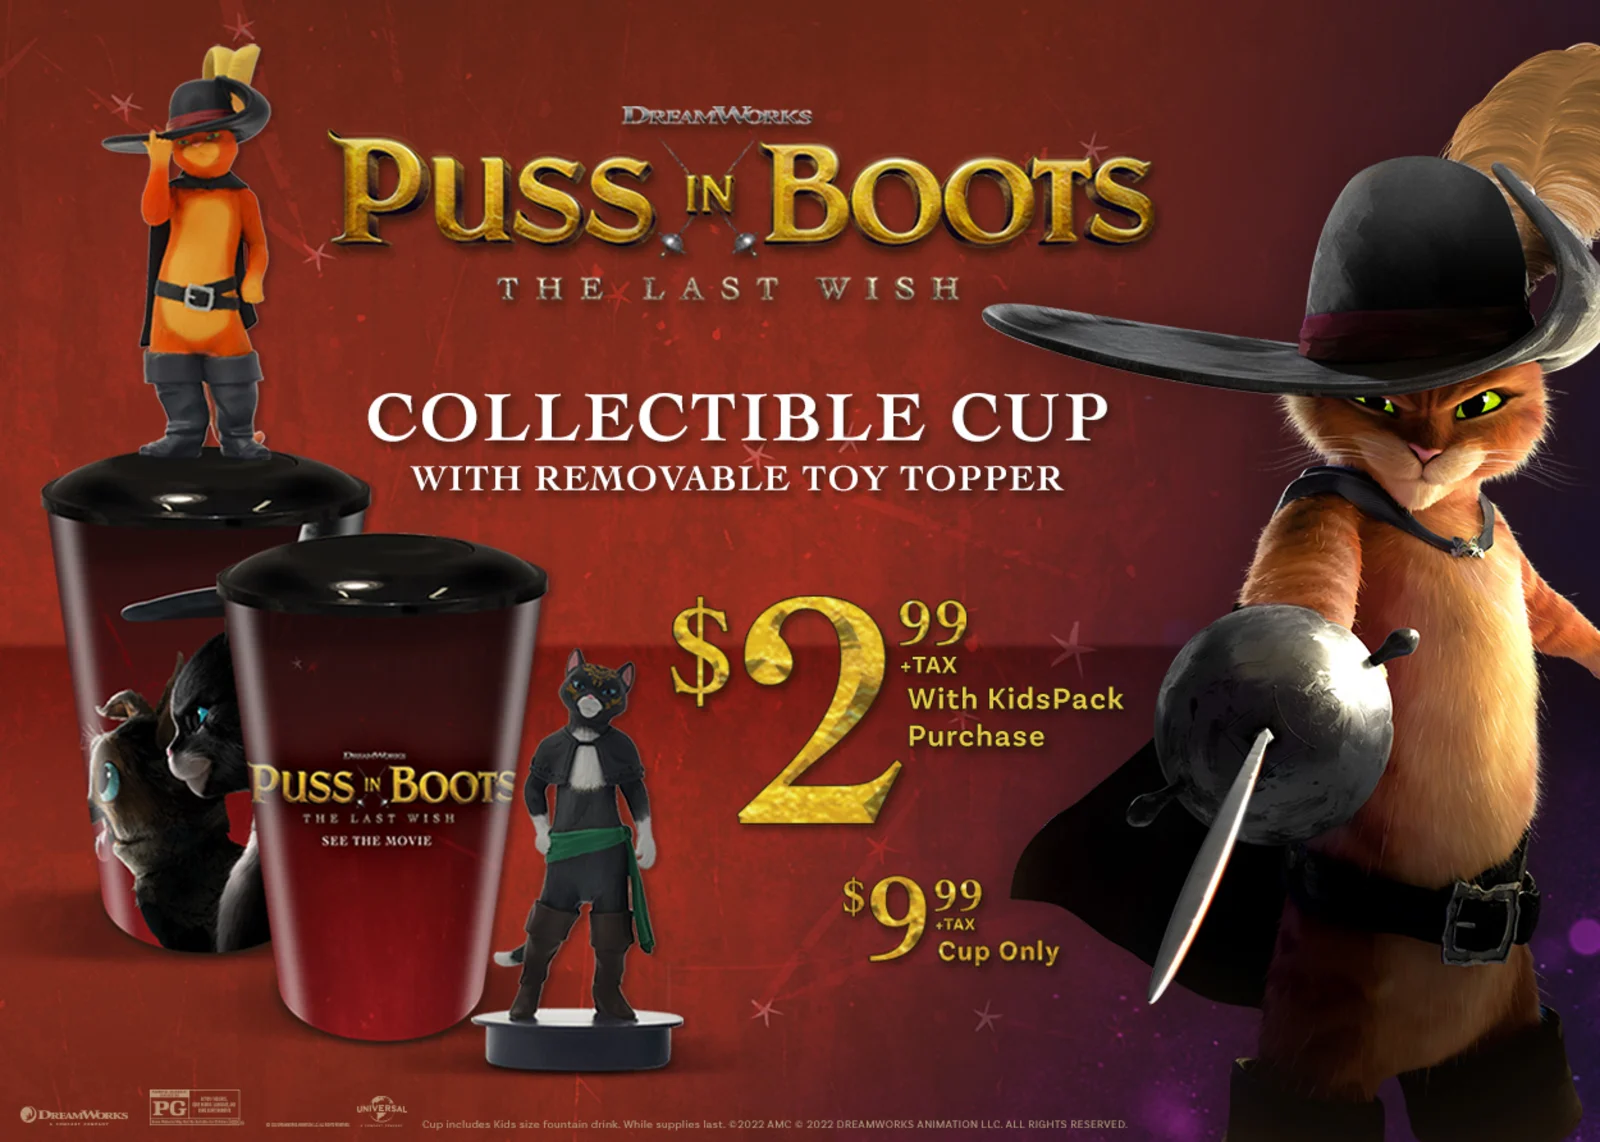 DREAMWORKS
PUSS IN BOOTS
THE LAST WISH
COLLECTIBLE CUP
WITH REMOVABLE TOY TOPPER
$2.99
+TAX
With KidsPack
Purchase
$9.99
+TAX
Cup Only
DREAMWORKS
PUSS IN BOOTS
THE LAST WISH
SEE THE MOVIE
DREAMWORKS
PG
UNIVERSAL
Cup includes Kids size fountain drink. While supplies last. ©2022 AMC © 2022 DREAMWORKS ANIMATION LLC. ALL RIGHTS RESERVED.